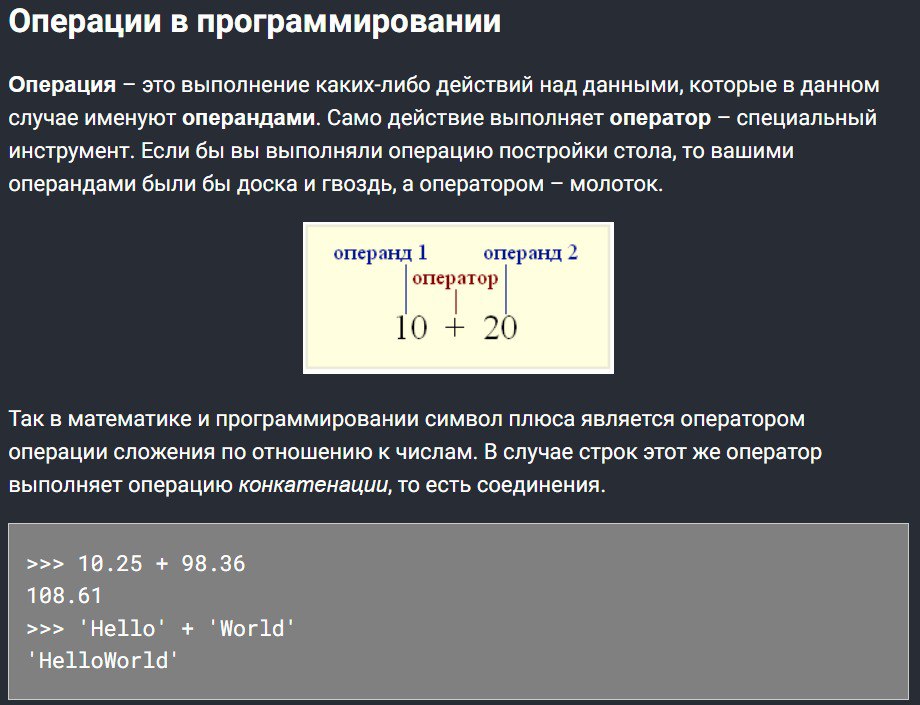 Операции в программировании
Операция – это выполнение каких-либо действий над данными, которые в данном
случае именуют операндами. Само действие выполняет оператор – специальный
инструмент. Если бы вы выполняли операцию постройки стола, то вашими
операндами были бы доска и гвоздь, а оператором – молоток.
операнд 1 операнд 2
оператор
10 + 20
Так в математике и программировании символ плюса является оператором
операции сложения по отношению к числам. В случае строк этот же оператор
выполняет операцию конкатенации, то есть соединения.
>>> 10.25 + 98.36
108.61
>>> 'Hello' + 'World'
'HelloWorld'